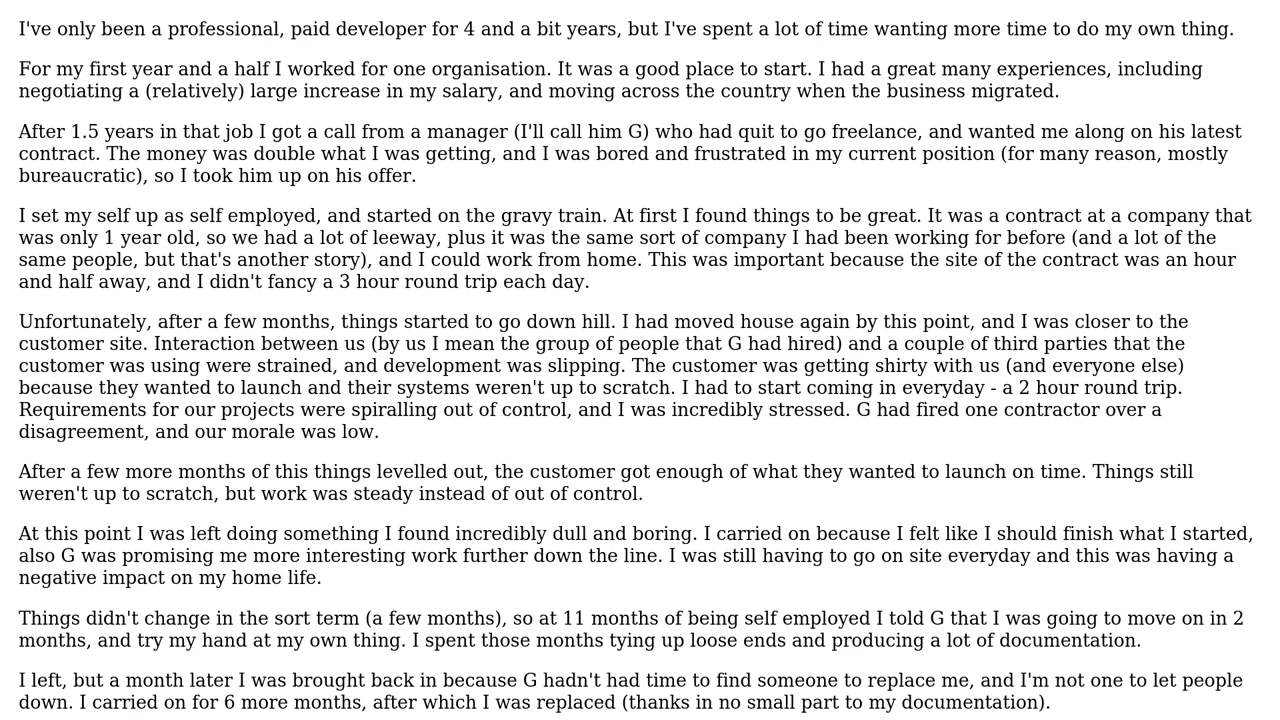 I've only been a professional, paid developer for 4 and a bit years, but I've spent a lot of time wanting more time to do my own thing.
For my first year and a half I worked for one organisation. It was a good place to start. I had a great many experiences, including
negotiating a (relatively) large increase in my salary, and moving across the country when the business migrated.
After 1.5 years in that job I got a call from a manager (I'll call him G) who had quit to go freelance, and wanted me along on his latest
contract. The money was double what I was getting, and I was bored and frustrated in my current position (for many reason, mostly
bureaucratic), so I took him up on his offer.
I set my self up as self employed, and started on the gravy train. At first I found things to be great. It was a contract at a company that
was only 1 year old, so we had a lot of leeway, plus it was the same sort of company I had been working for before (and a lot of the
same people, but that's another story), and I could work from home. This was important because the site of the contract was an hour
and half away, and I didn't fancy a 3 hour round trip each day.
Unfortunately, after a few months, things started to go down hill. I had moved house again by this point, and I was closer to the
customer site. Interaction between us (by us I mean the group of people that G had hired) and a couple of third parties that the
customer was using were strained, and development was slipping. The customer was getting shirty with us (and everyone else)
because they wanted to launch and their systems weren't up to scratch. I had to start coming in everyday - a 2 hour round trip.
Requirements for our projects were spiralling out of control, and I was incredibly stressed. G had fired one contractor over a
disagreement, and our morale was low.
After a few more months of this things levelled out, the customer got enough of what they wanted to launch on time. Things still
weren't up to scratch, but work was steady instead of out of control.
At this point I was left doing something I found incredibly dull and boring. I carried on because I felt like I should finish what I started,
also G was promising me more interesting work further down the line. I was still having to go on site everyday and this was having a
negative impact on my home life.
Things didn't change in the sort term (a few months), so at 11 months of being self employed I told G that I was going to move on in 2
months, and try my hand at my own thing. I spent those months tying up loose ends and producing a lot of documentation.
I left, but a month later I was brought back in because G hadn't had time to find someone to replace me, and I'm not one to let people
down. I carried on for 6 more months, after which I was replaced (thanks in no small part to my documentation).